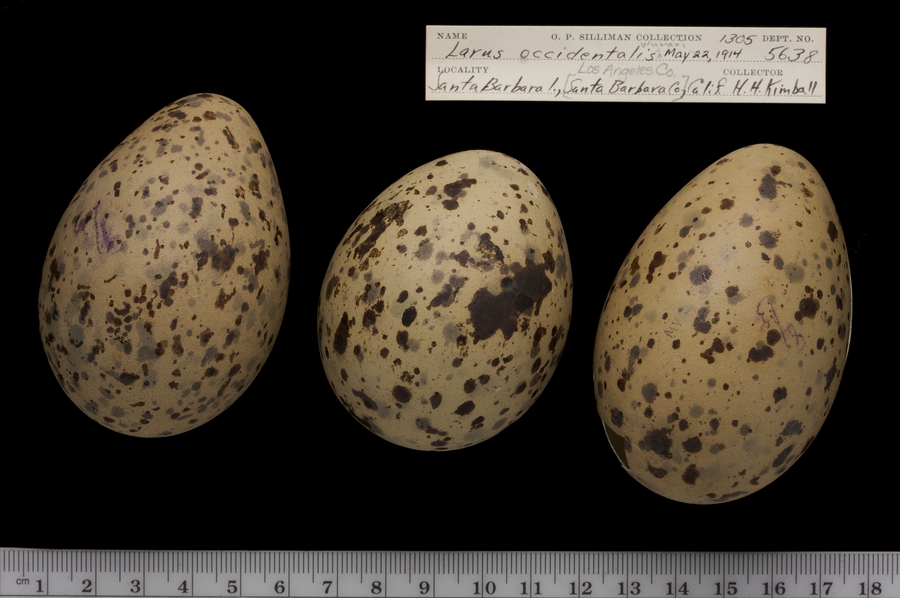 NAME O. P. SILLIMAN COLLECTION 1305 DEPT. NO.
Larus occidentalis May 22, 1914 5638
LOCALITY Los Angeles Co. COLLECTOR
Santa Barbara I., [Santa Barbara Co.] Calif H. H. Kimball
cm 1 2 3 4 5 6 7 8 9 10 11 12 13 14 15 16 17 18